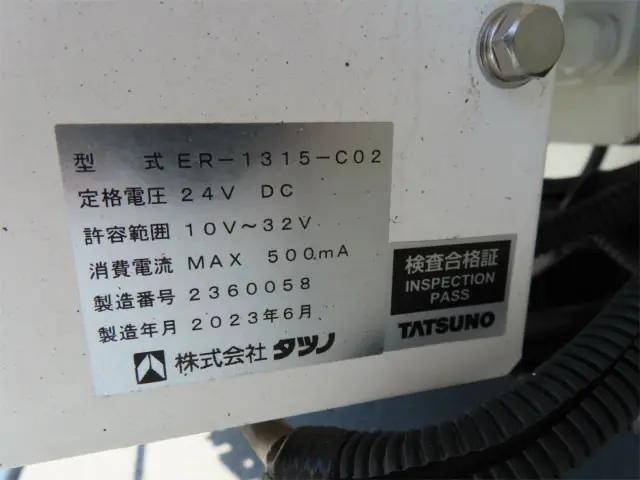 型 式 ER-1315-C02
定格電圧 24V DC
許容範囲 10V～32V
消費電流 MAX 500mA
製造番号 2360058
製造年月 2023年6月
株式会社 タツノ
検査合格証
INSPECTION
PASS
TATSUNO